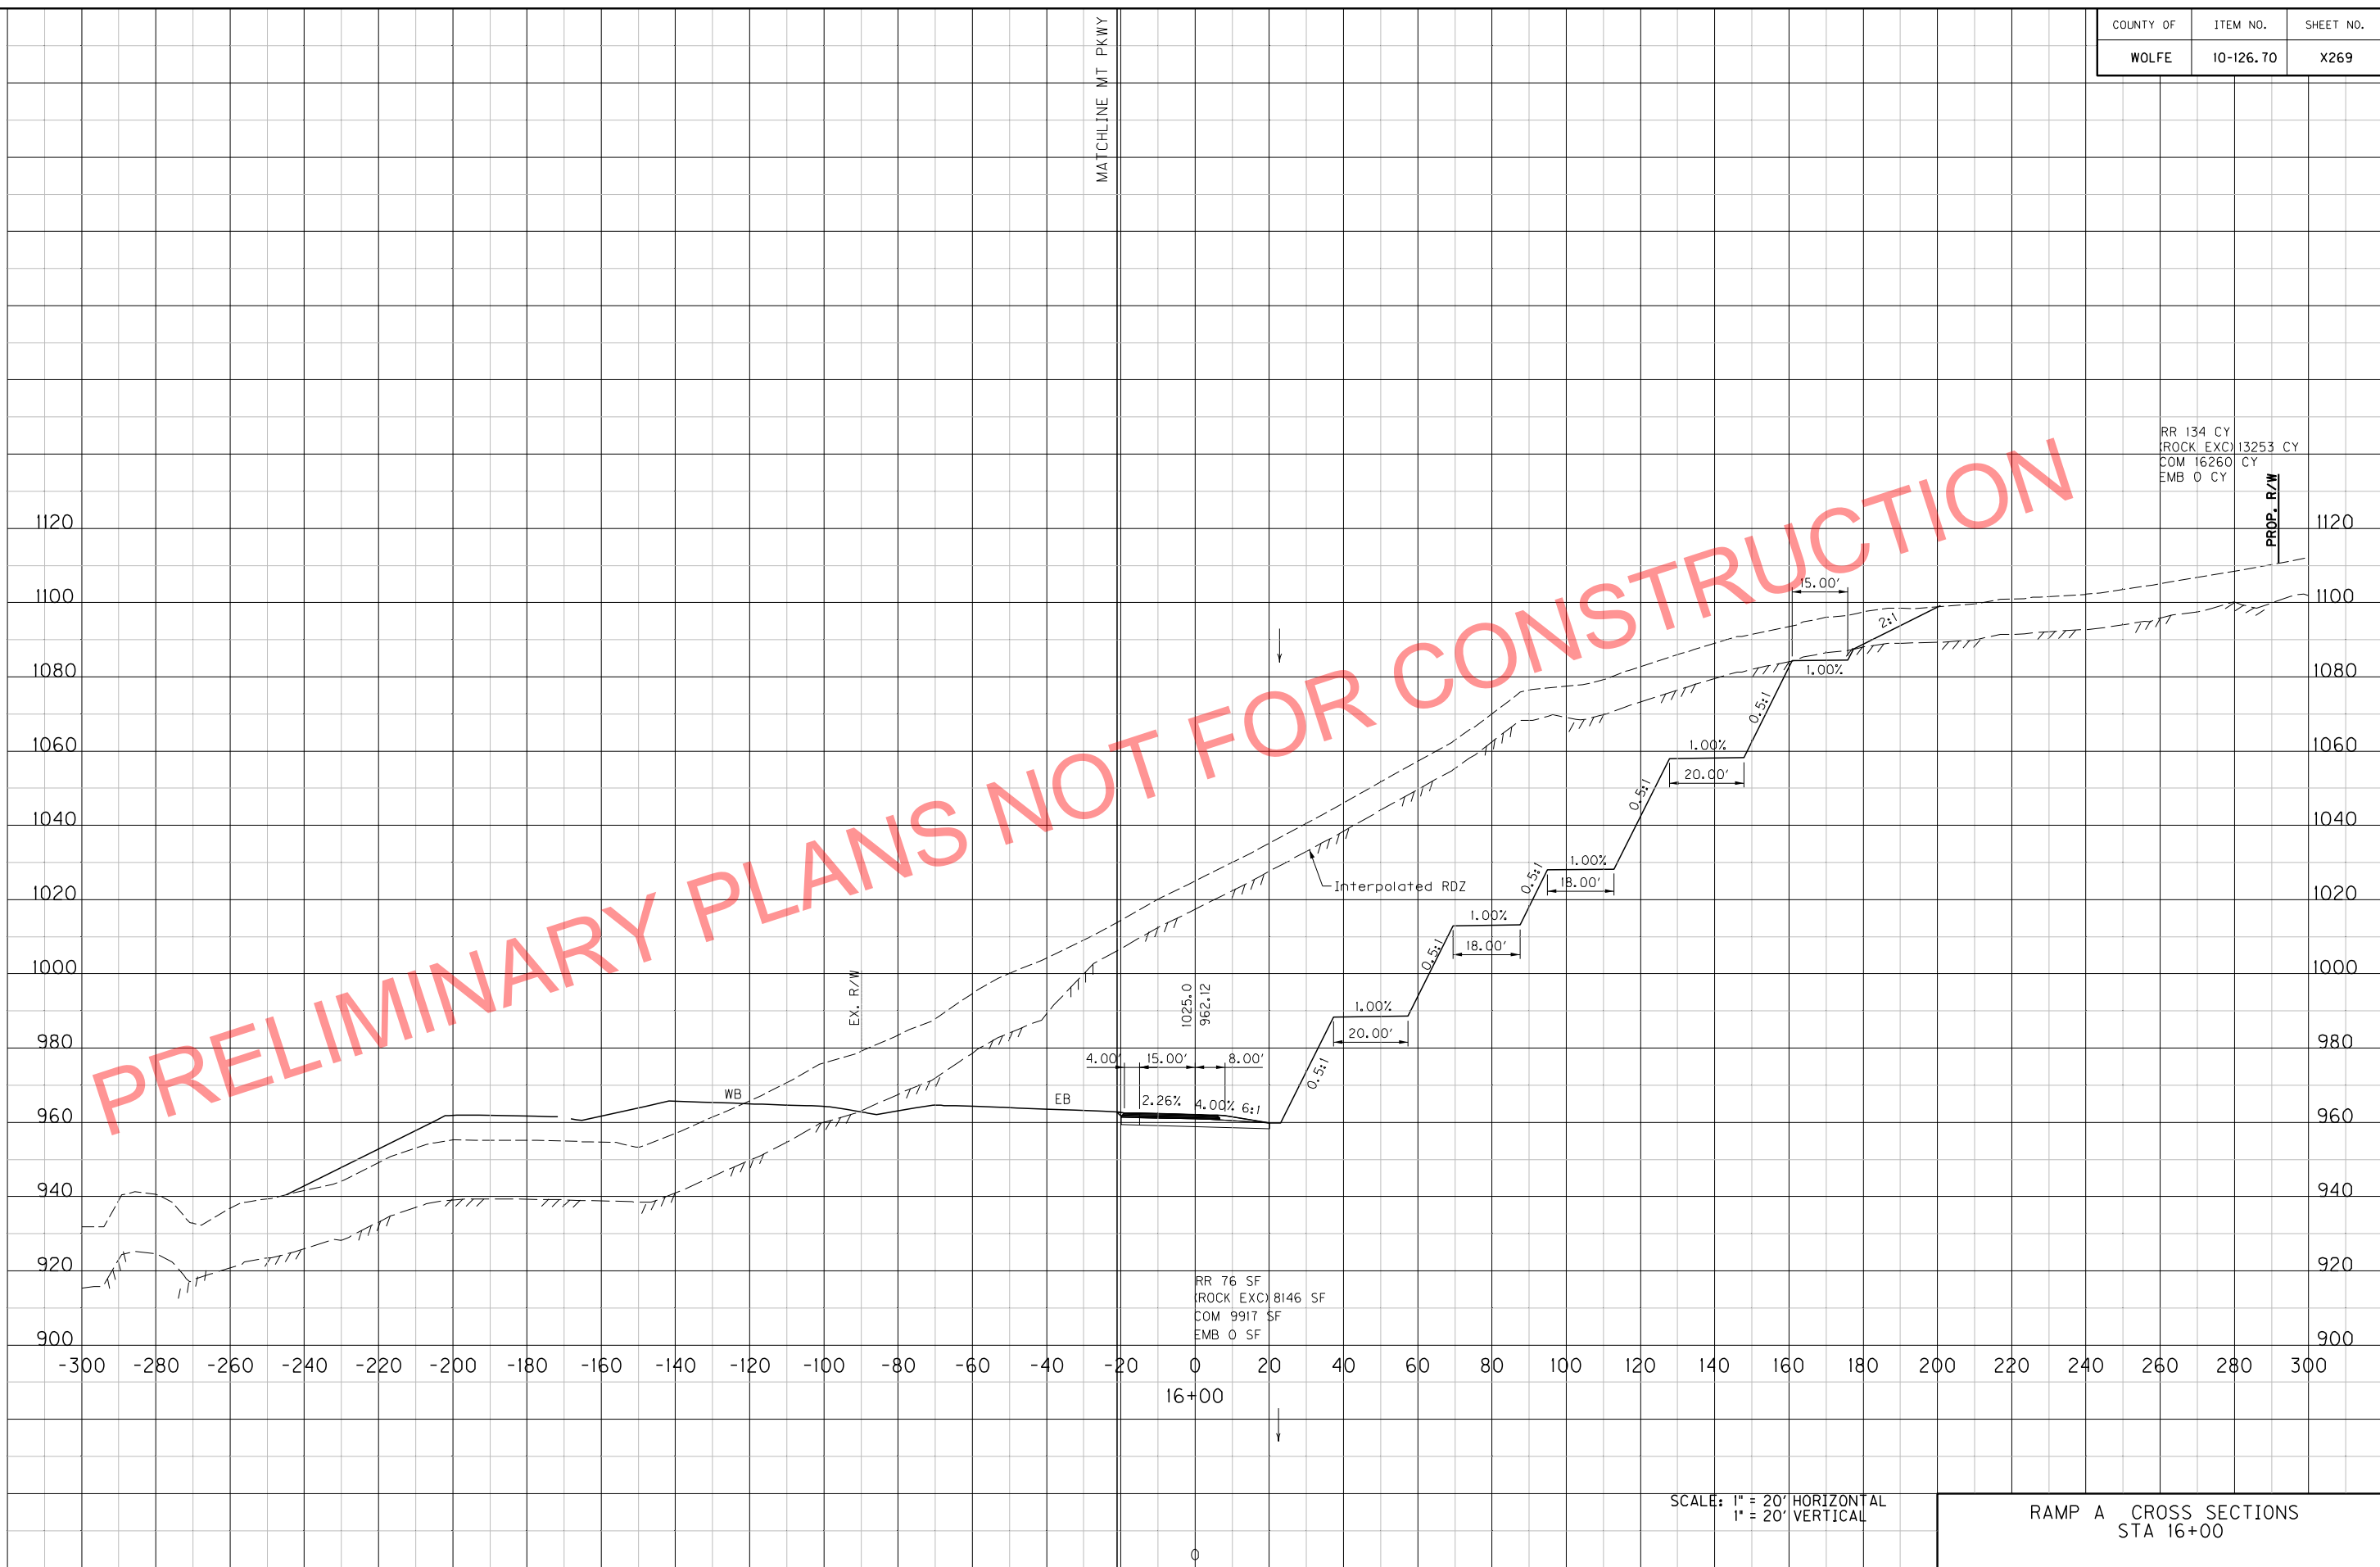 COUNTY OF ITEM NO. SHEET NO.
WOLFE 10-126.70 X269
MATCHLINE MT PKWY
RR 134 CY
(ROCK EXC) 13253 CY
COM 16260 CY
EMB 0 CY
PROP. R/W
PRELIMINARY PLANS NOT FOR CONSTRUCTION
1120 1120
1100 15.00' 1100
2:1
1080 1.00% 1080
0.5:1
1060 1.00% 1060
20.00'
0.5:1
1040 1040
1.00%
0.5:1 18.00'
Interpolated RDZ
1020 1020
1.00%
0.5:1 18.00'
1000 1000
EX. R/W
1025.0
962.12
1.00%
20.00'
980 980
4.00' 15.00' 8.00'
0.5:1
WB EB 2.26% 4.00% 6:1
960 960
940 940
920 920
RR 76 SF
(ROCK EXC) 8146 SF
COM 9917 SF
EMB 0 SF
900 900
-300 -280 -260 -240 -220 -200 -180 -160 -140 -120 -100 -80 -60 -40 -20 0 20 40 60 80 100 120 140 160 180 200 220 240 260 280 300
16+00
SCALE: 1" = 20' HORIZONTAL
1" = 20' VERTICAL
RAMP A CROSS SECTIONS
STA 16+00
0